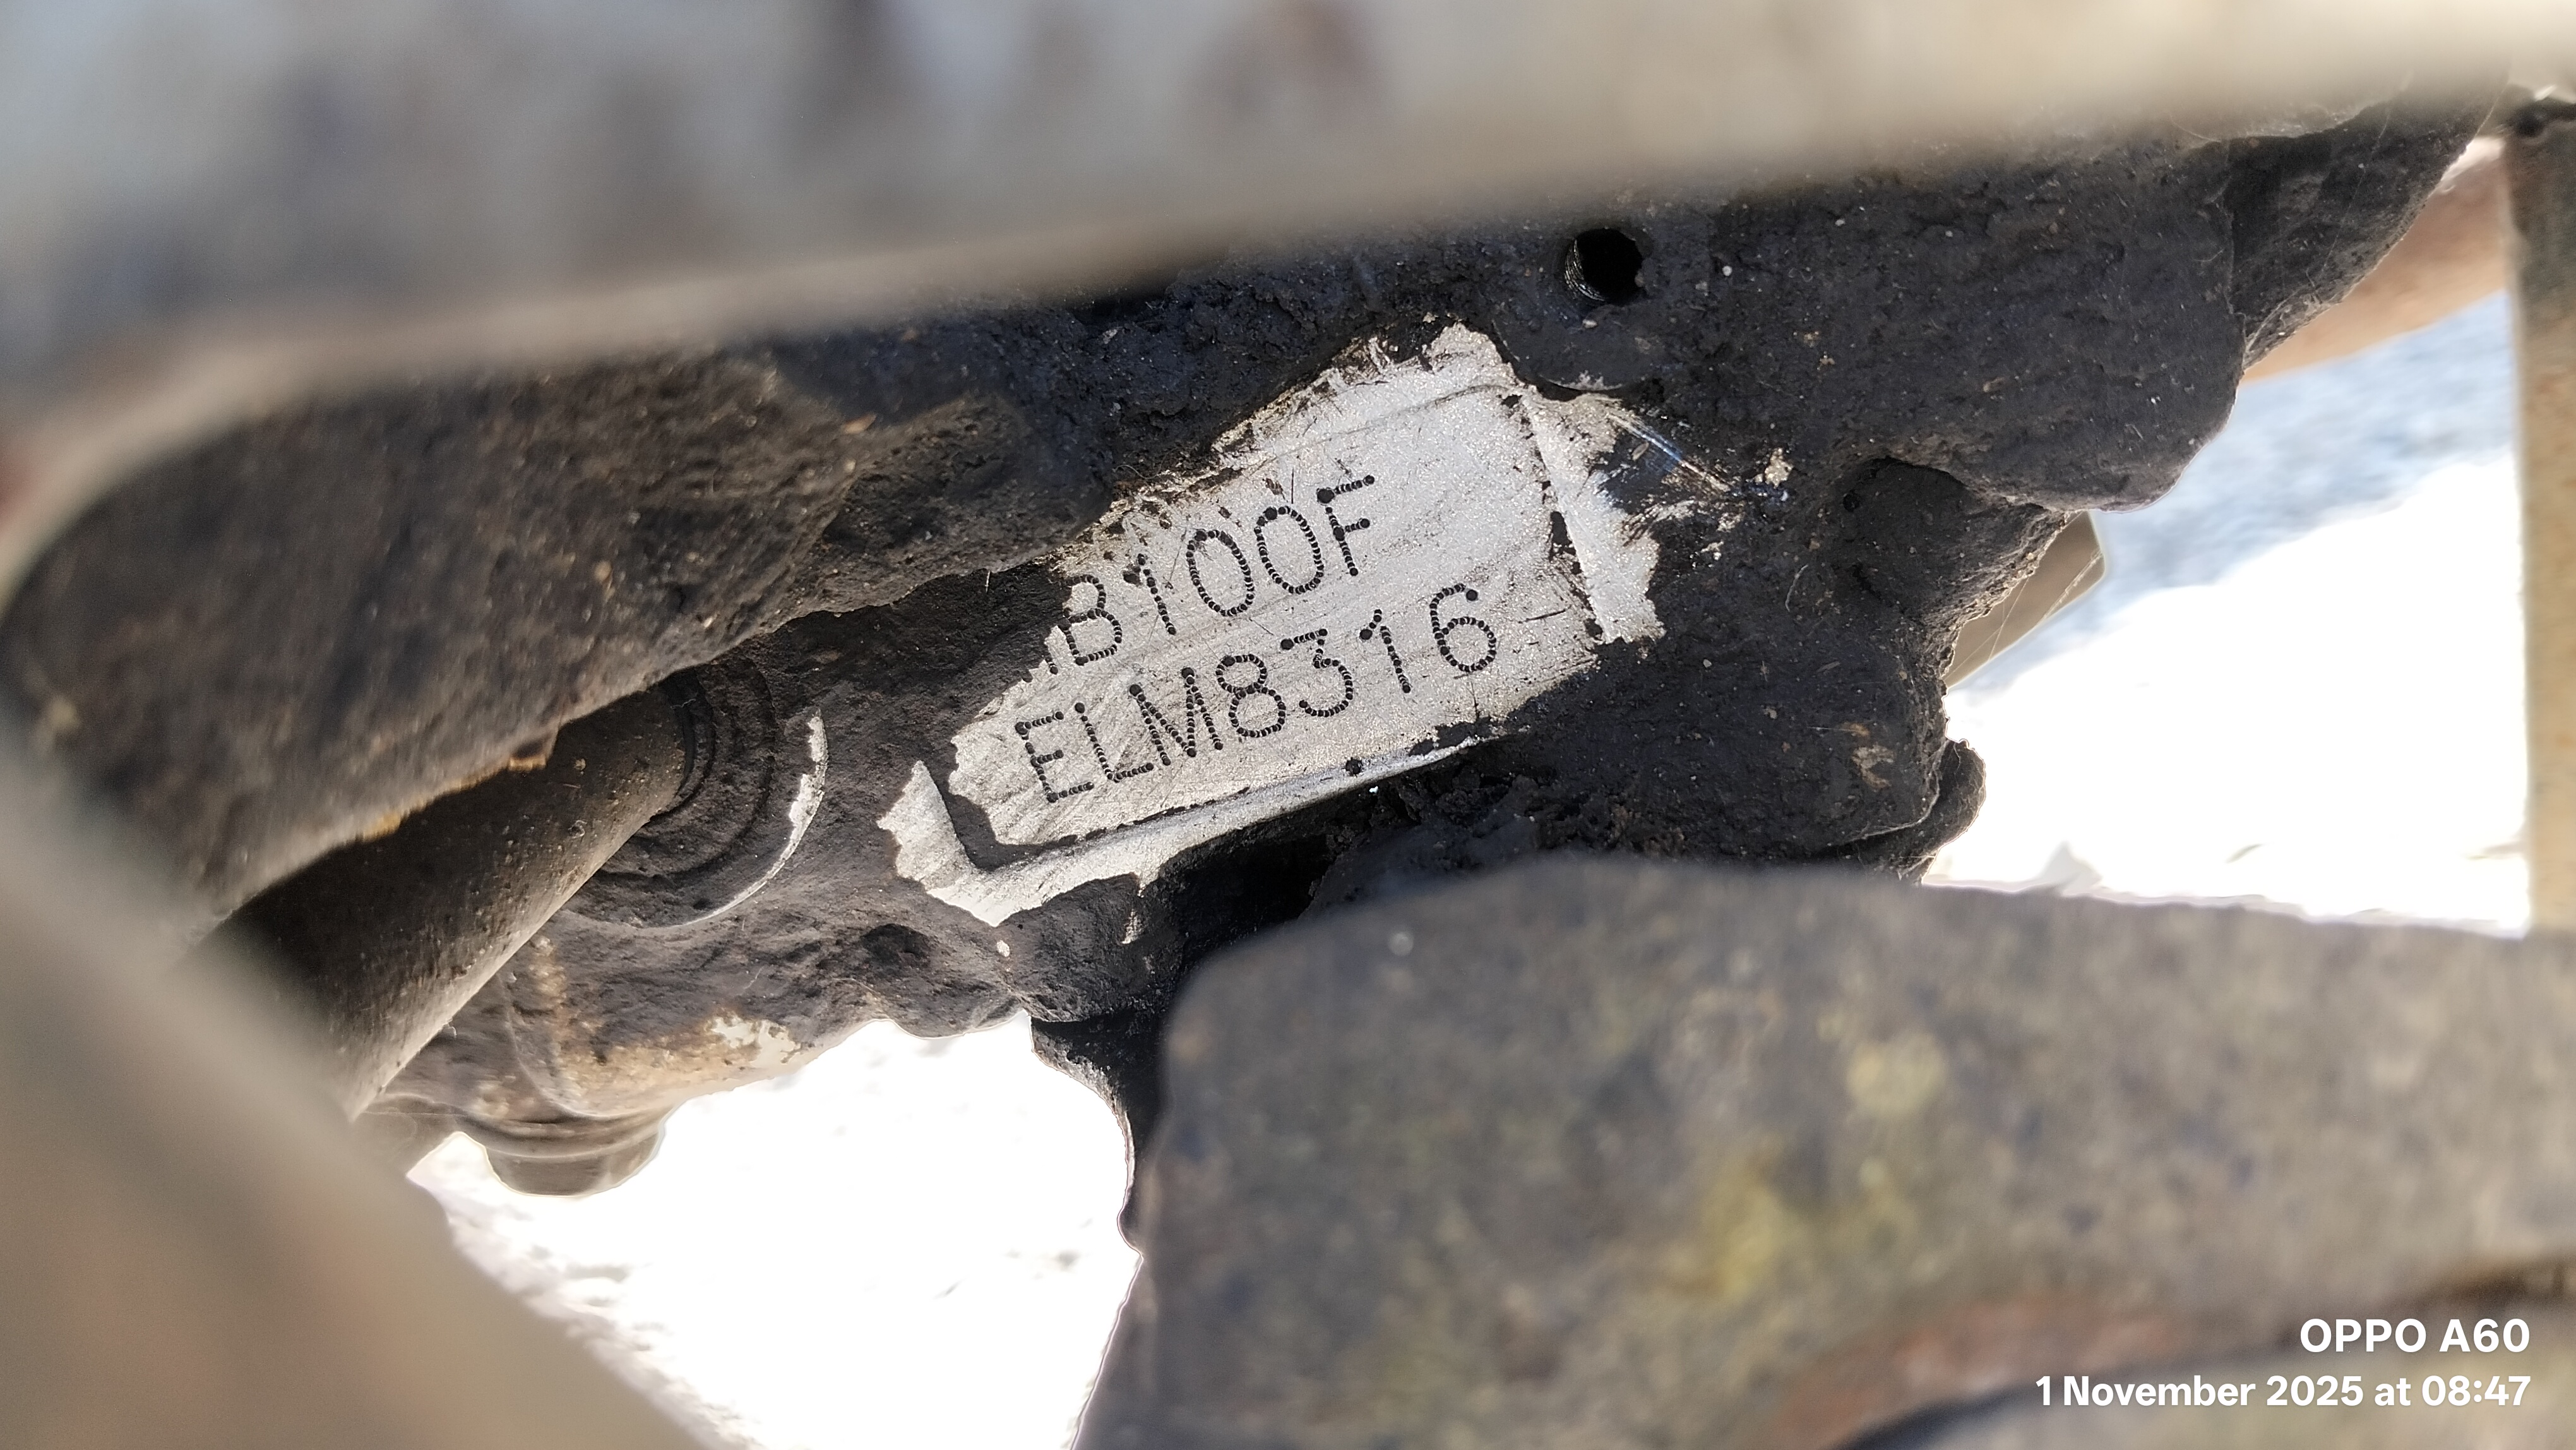 B100F
ELM8316
OPPO A60
1 November 2025 at 08:47